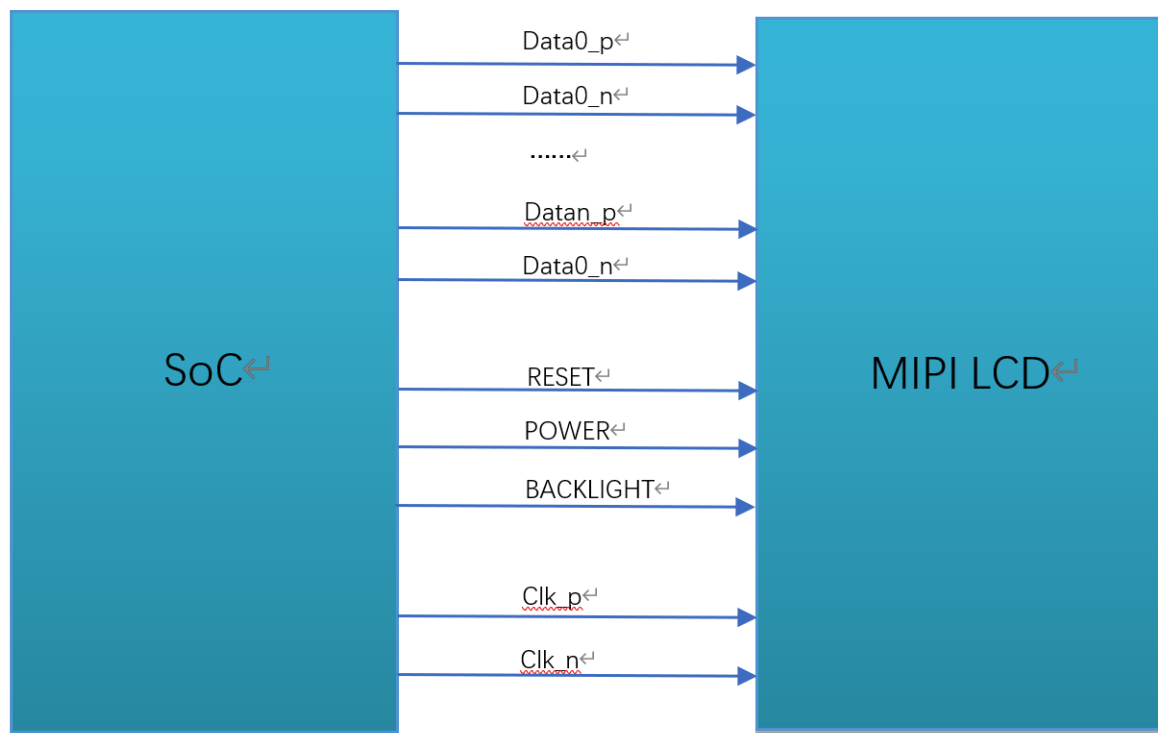 Data0_p
Data0_n
......
Datan_p
Data0_n
SoC
MIPI LCD
RESET
POWER
BACKLIGHT
Clk_p
Clk_n